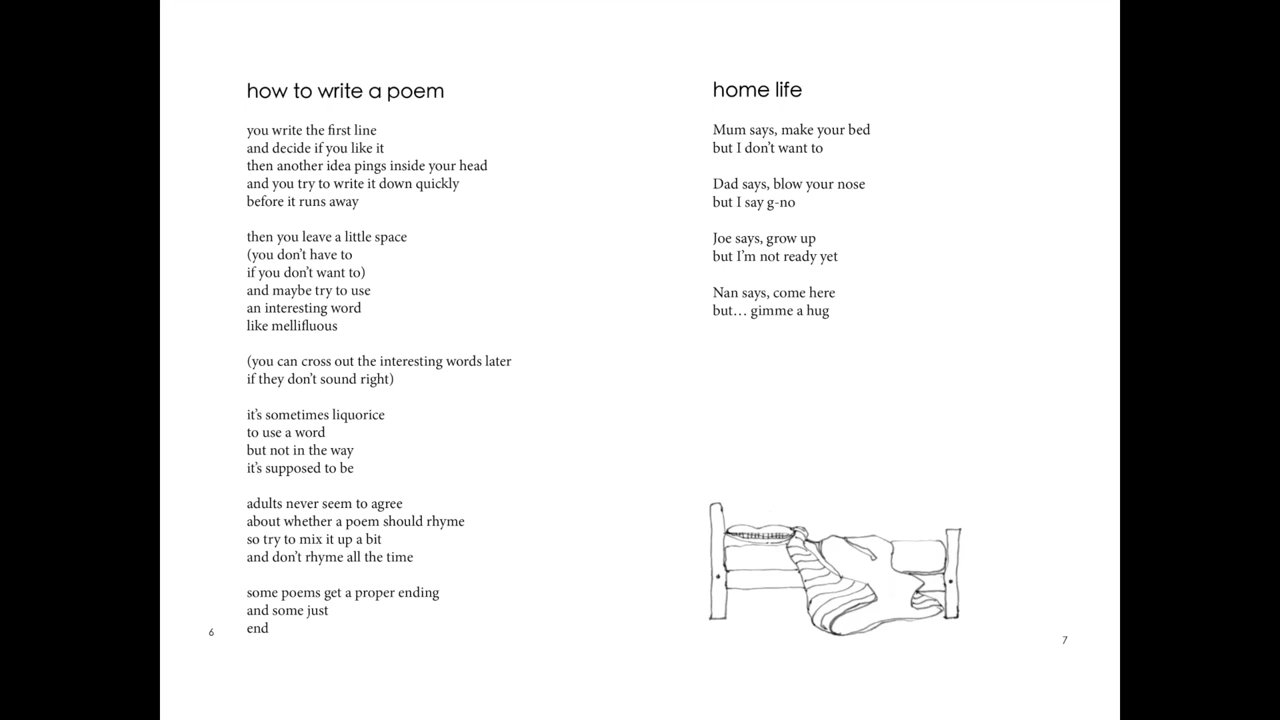 how to write a poem
you write the first line
and decide if you like it
then another idea pings inside your head
and you try to write it down quickly
before it runs away
then you leave a little space
(you don't have to
if you don't want to)
and maybe try to use
an interesting word
like mellifluous
(you can cross out the interesting words later
if they don't sound right)
it's sometimes liquorice
to use a word
but not in the way
it's supposed to be
adults never seem to agree
about whether a poem should rhyme
so try to mix it up a bit
and don't rhyme all the time
some poems get a proper ending
and some just
end
6
home life
Mum says, make your bed
but I don't want to
Dad says, blow your nose
but I say g-no
Joe says, grow up
but I'm not ready yet
Nan says, come here
but… gimme a hug
7